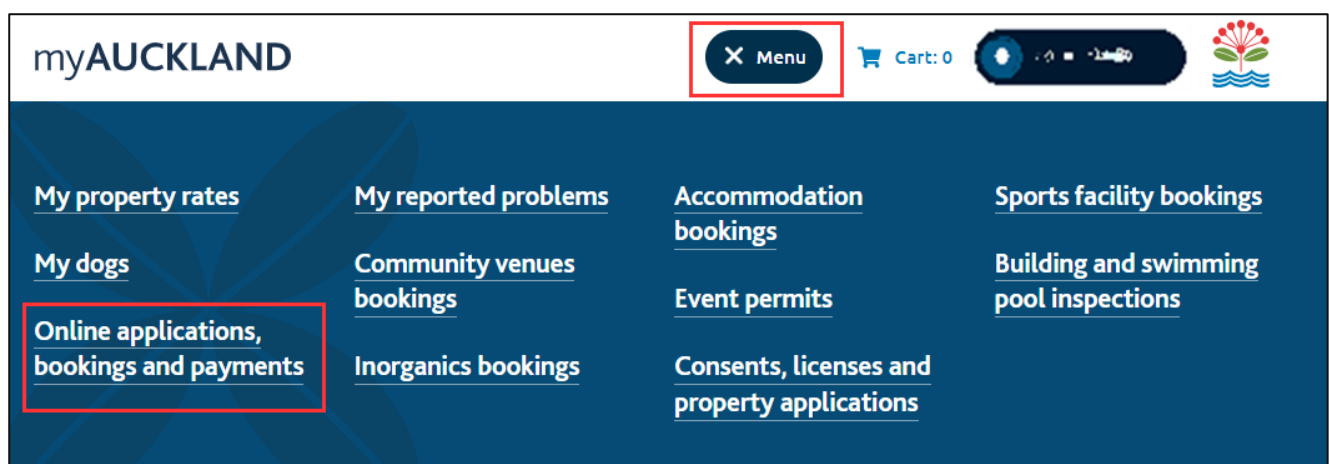 myAUCKLAND
Menu
Cart: 0
My property rates
My dogs
Online applications,
bookings and payments
My reported problems
Community venues
bookings
Inorganics bookings
Accommodation
bookings
Event permits
Consents, licenses and
property applications
Sports facility bookings
Building and swimming
pool inspections